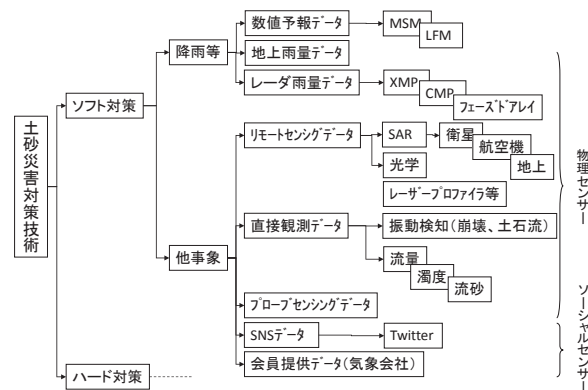 土砂災害対策技術
ソフト対策
ハード対策
降雨等
他事象
数値予報データ
MSM
LFM
地上雨量データ
レーダ雨量データ
XMP
CMP
フェーズドアレイ
リモートセンシングデータ
SAR
衛星
航空機
地上
光学
レーザープロファイラ等
直接観測データ
振動検知(崩壊、土石流)
流量
濁度
流砂
プローブセンシングデータ
SNSデータ
Twitter
会員提供データ(気象会社)
物理センサー
ソーシャルセンサ